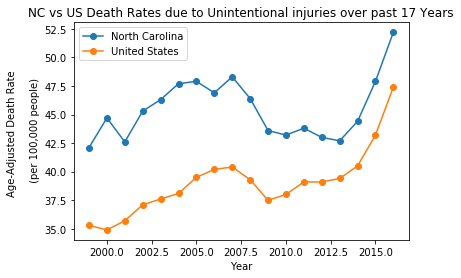 NC vs US Death Rates due to Unintentional injuries over past 17 Years
North Carolina
United States
52.5
50.0
47.5
45.0
42.5
40.0
37.5
35.0
Age-Adjusted Death Rate
(per 100,000 people)
2000.0 2002.5 2005.0 2007.5 2010.0 2012.5 2015.0
Year